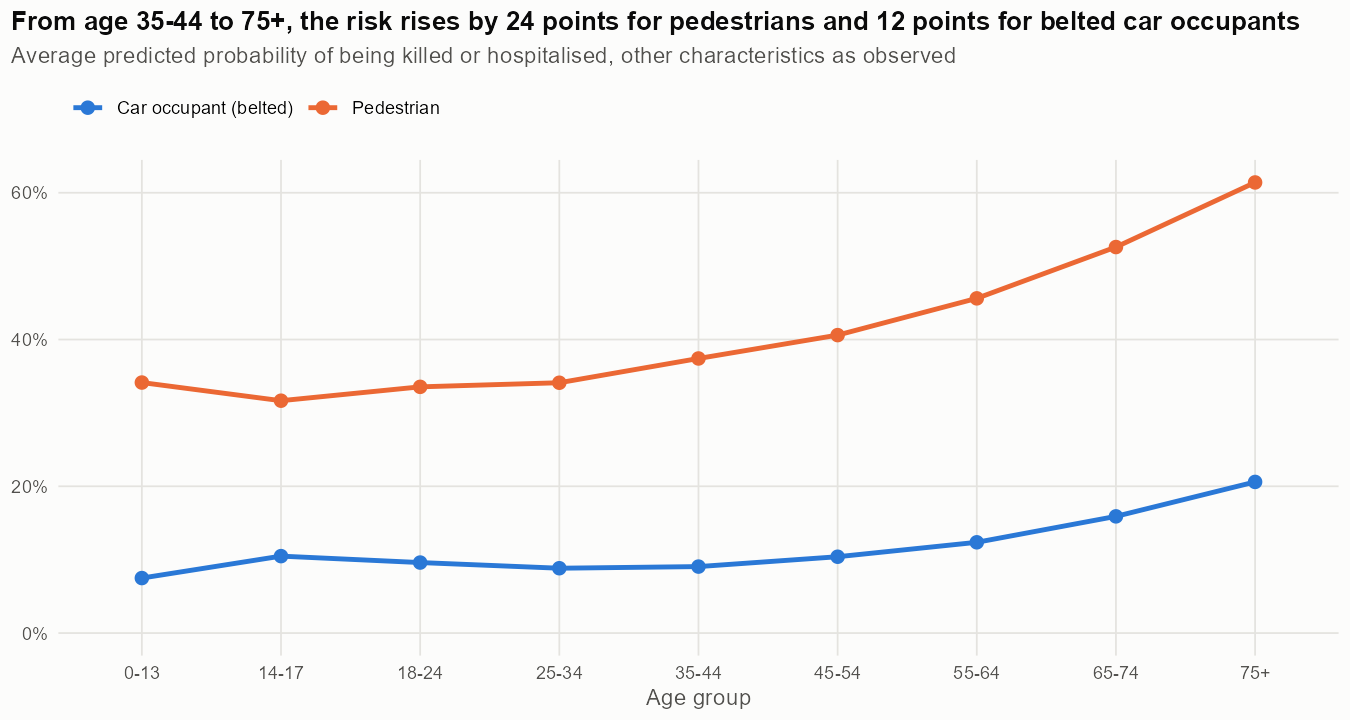 From age 35-44 to 75+, the risk rises by 24 points for pedestrians and 12 points for belted car occupants
Average predicted probability of being killed or hospitalised, other characteristics as observed
Car occupant (belted) Pedestrian
60%
40%
20%
0%
0-13 14-17 18-24 25-34 35-44 45-54 55-64 65-74 75+
Age group